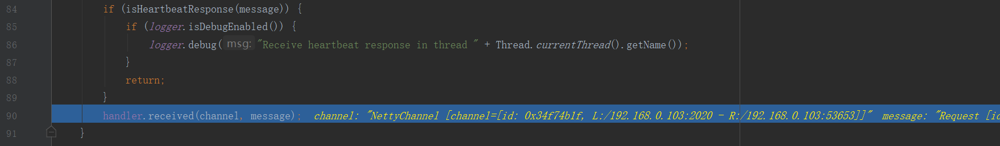 84 if (isHeartbeatResponse(message)) {
85 if (logger.isDebugEnabled()) {
86 logger.debug( msg: "Receive heartbeat response in thread " + Thread.currentThread().getName());
87 }
88 return;
89 }
90 handler.received(channel, message); channel: "NettyChannel [channel=[id: 0x34f74b1f, L:/192.168.0.103:2020 - R:/192.168.0.103:53653]]" message: "Request [id
91 }